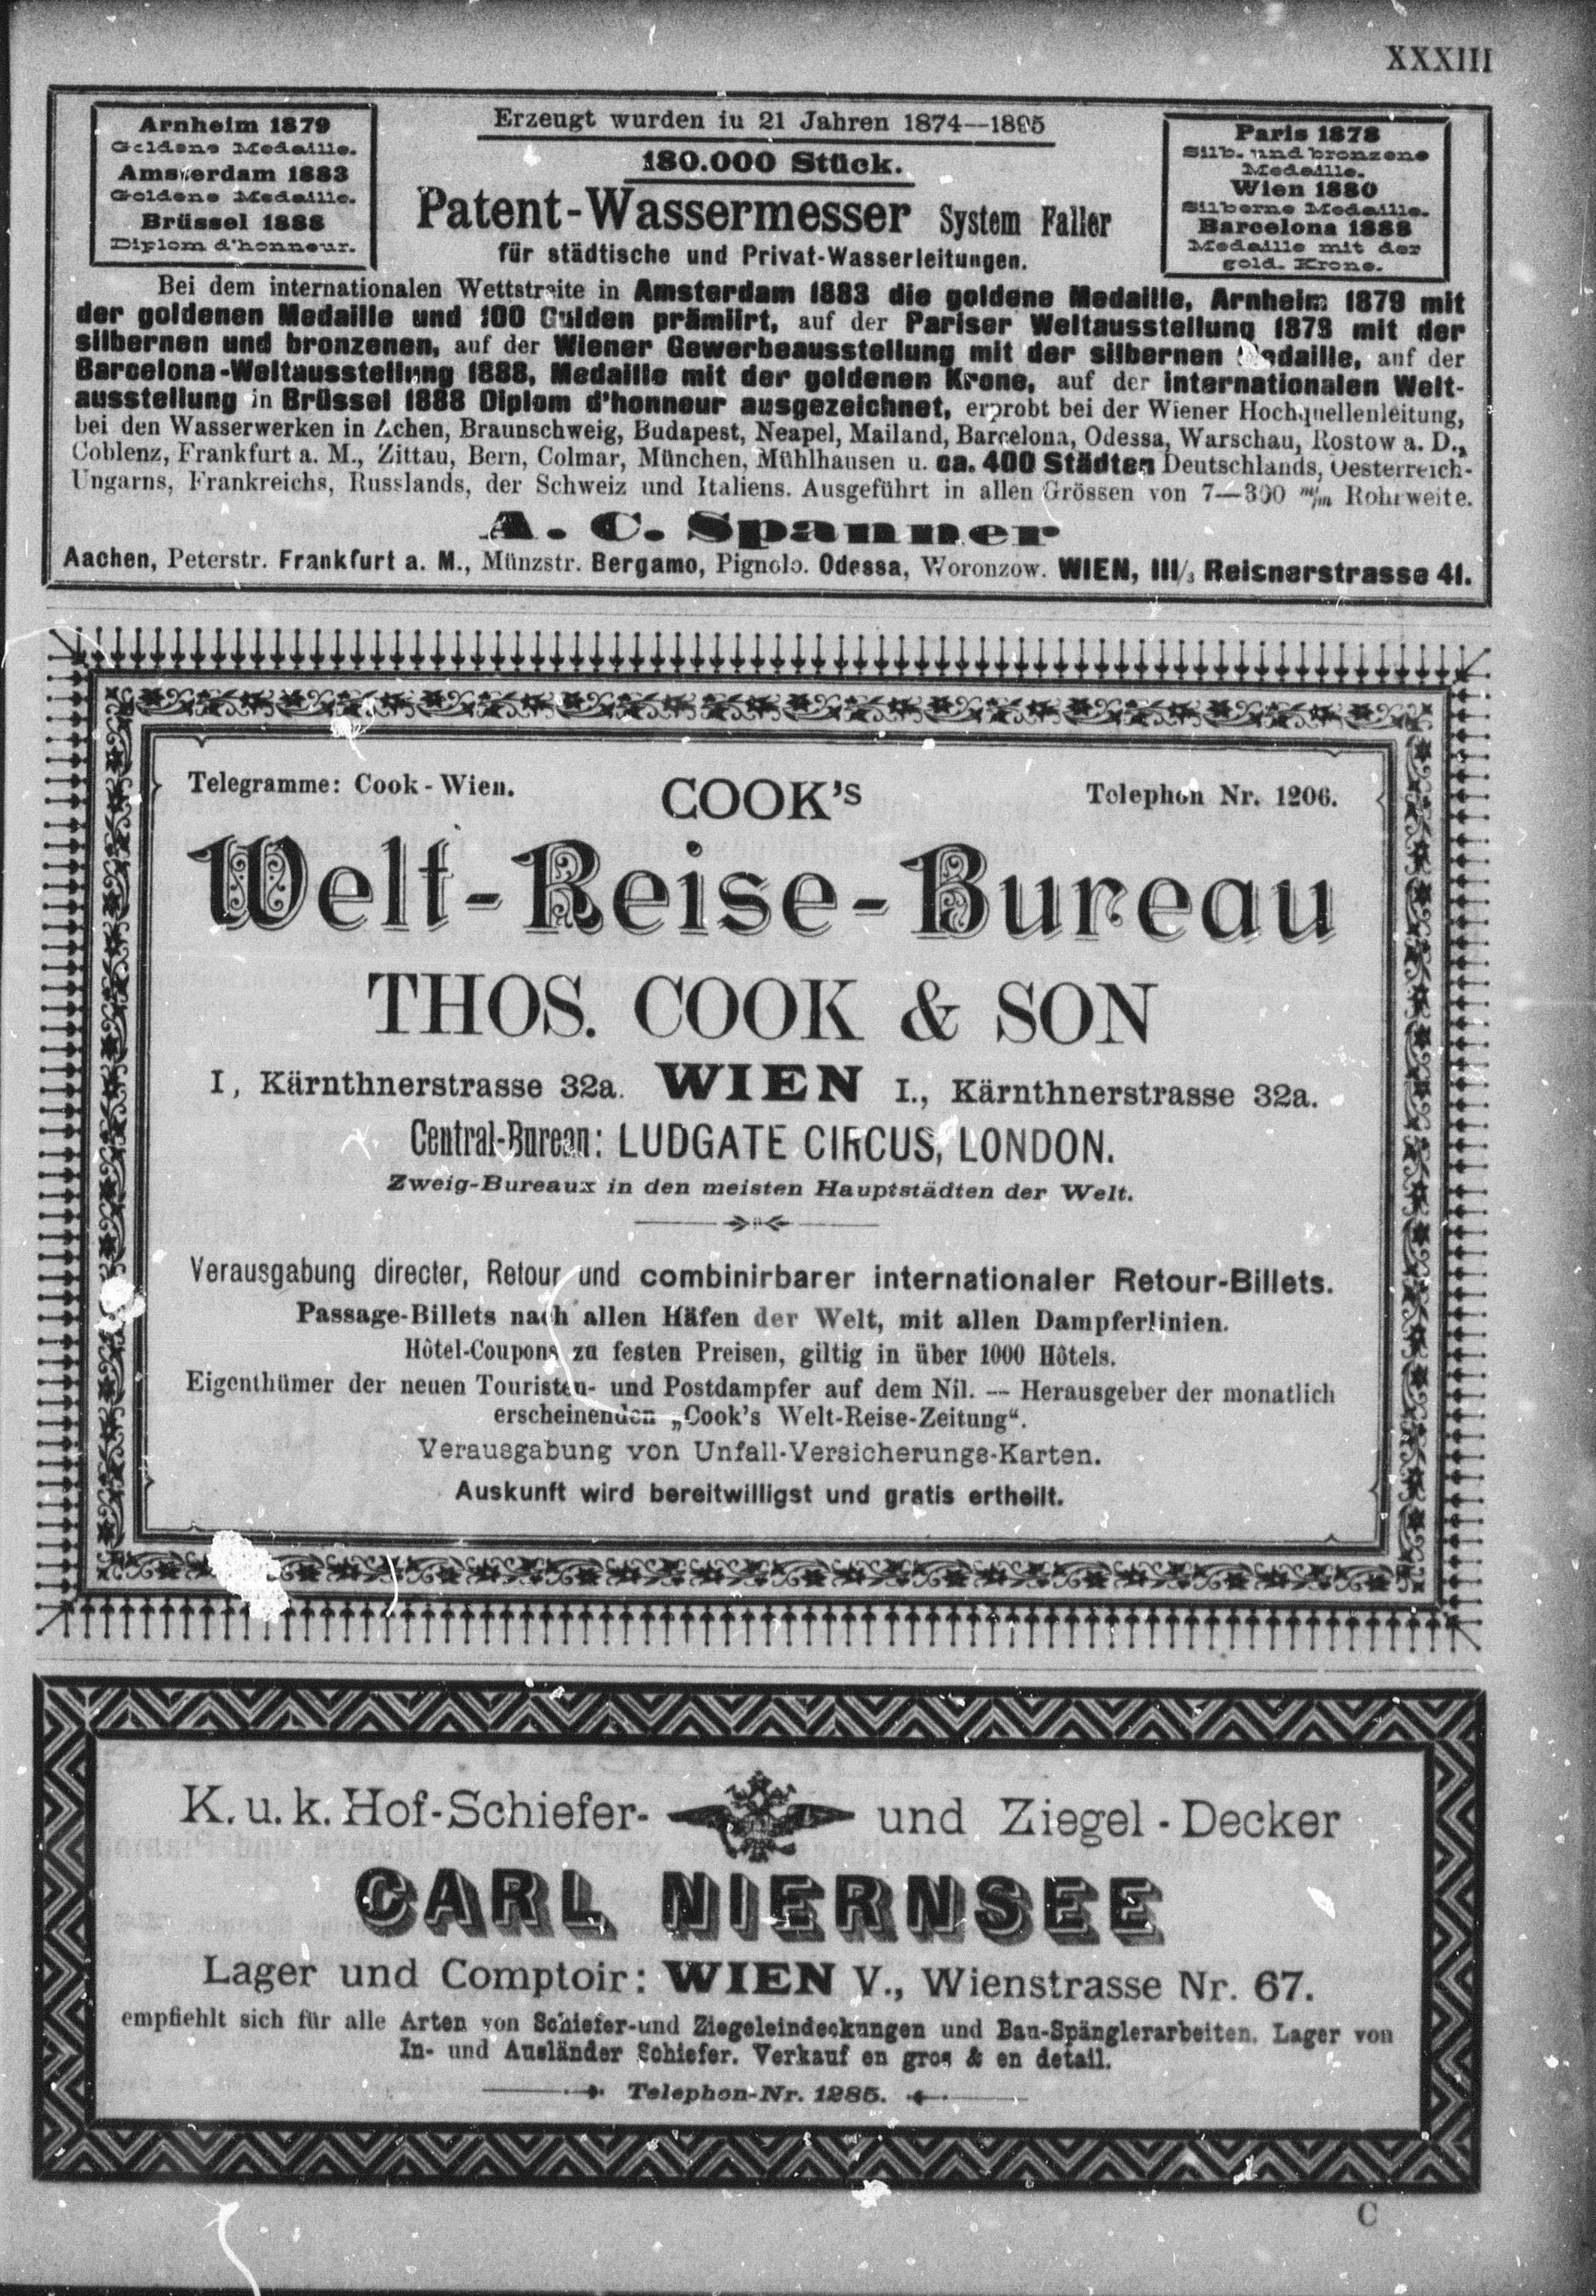 XXXIII
Arnheim 1879
Goldene Medaille.
Amsterdam 1883
Goldene Medaille.
Brüssel 1888
Diplom d'honneur.
Erzeugt wurden in 21 Jahren 1874—1895
180.000 Stück.
Patent-Wassermesser System Faller
für städtische und Privat-Wasserleitungen.
Paris 1878
Silb. und bronzene
Medaille.
Wien 1880
Silberne Medaille.
Barcelona 1888
Medaille mit der
gold. Krone.
Bei dem internationalen Wettstreite in Amsterdam 1883 die goldene Medaille, Arnheim 1879 mit
der goldenen Medaille und 100 Gulden prämiirt, auf der Pariser Weltausstellung 1878 mit der
silbernen und bronzenen, auf der Wiener Gewerbeausstellung mit der silbernen Medaille, auf der
Barcelona-Weltausstellung 1888, Medaille mit der goldenen Krone, auf der internationalen Welt-
ausstellung in Brüssel 1888 Diplom d'honneur ausgezeichnet, erprobt bei der Wiener Hochquellenleitung,
bei den Wasserwerken in Achen, Braunschweig, Budapest, Neapel, Mailand, Barcelona, Odessa, Warschau, Rostow a. D.,
Coblenz, Frankfurt a. M., Zittau, Bern, Colmar, München, Mühlhausen u. ca. 400 Städten Deutschlands, Oesterreich-
Ungarns, Frankreichs, Russlands, der Schweiz und Italiens. Ausgeführt in allen Grössen von 7—300 m/m Rohrweite.
A. C. Spanner
Aachen, Peterstr. Frankfurt a. M., Münzstr. Bergamo, Pignolo. Odessa, Woronzow. WIEN, III/3 Reisnerstrasse 41.
Telegramme: Cook-Wien.
COOK's
Telephon Nr. 1206.
Welt-Reise-Bureau
THOS. COOK & SON
I, Kärnthnerstrasse 32a. WIEN I., Kärnthnerstrasse 32a.
Central-Bureau: LUDGATE CIRCUS, LONDON.
Zweig-Bureaux in den meisten Hauptstädten der Welt.
Verausgabung directer, Retour und combinirbarer internationaler Retour-Billets.
Passage-Billets nach allen Häfen der Welt, mit allen Dampferlinien.
Hôtel-Coupons zu festen Preisen, giltig in über 1000 Hôtels.
Eigenthümer der neuen Touristen- und Postdampfer auf dem Nil. — Herausgeber der monatlich
erscheinenden „Cook's Welt-Reise-Zeitung“.
Verausgabung von Unfall-Versicherungs-Karten.
Auskunft wird bereitwilligst und gratis ertheilt.
K. u. k. Hof-Schiefer- und Ziegel-Decker
CARL NIERNSEE
Lager und Comptoir: WIEN V., Wienstrasse Nr. 67.
empfiehlt sich für alle Arten von Schiefer-und Ziegeleindeckungen und Bau-Spänglerarbeiten. Lager von
In- und Ausländer Schiefer. Verkauf en gros & en detail.
Telephon-Nr. 1285.
C